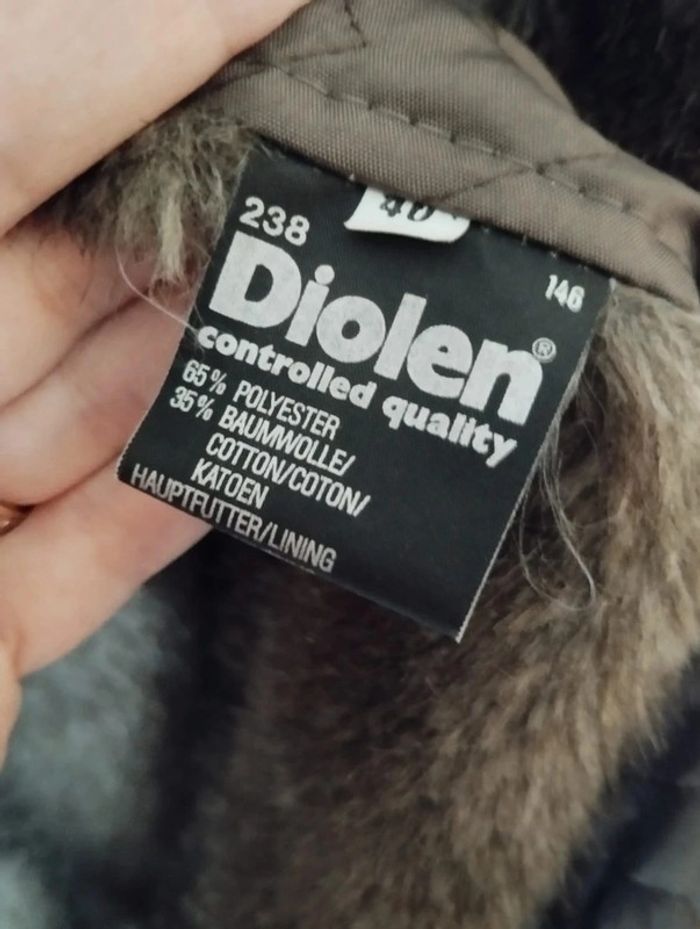 40
238
146
Diolen®
controlled quality
65% POLYESTER
35% BAUMWOLLE/
COTTON/COTON/
KATOEN
HAUPTFUTTER/LINING